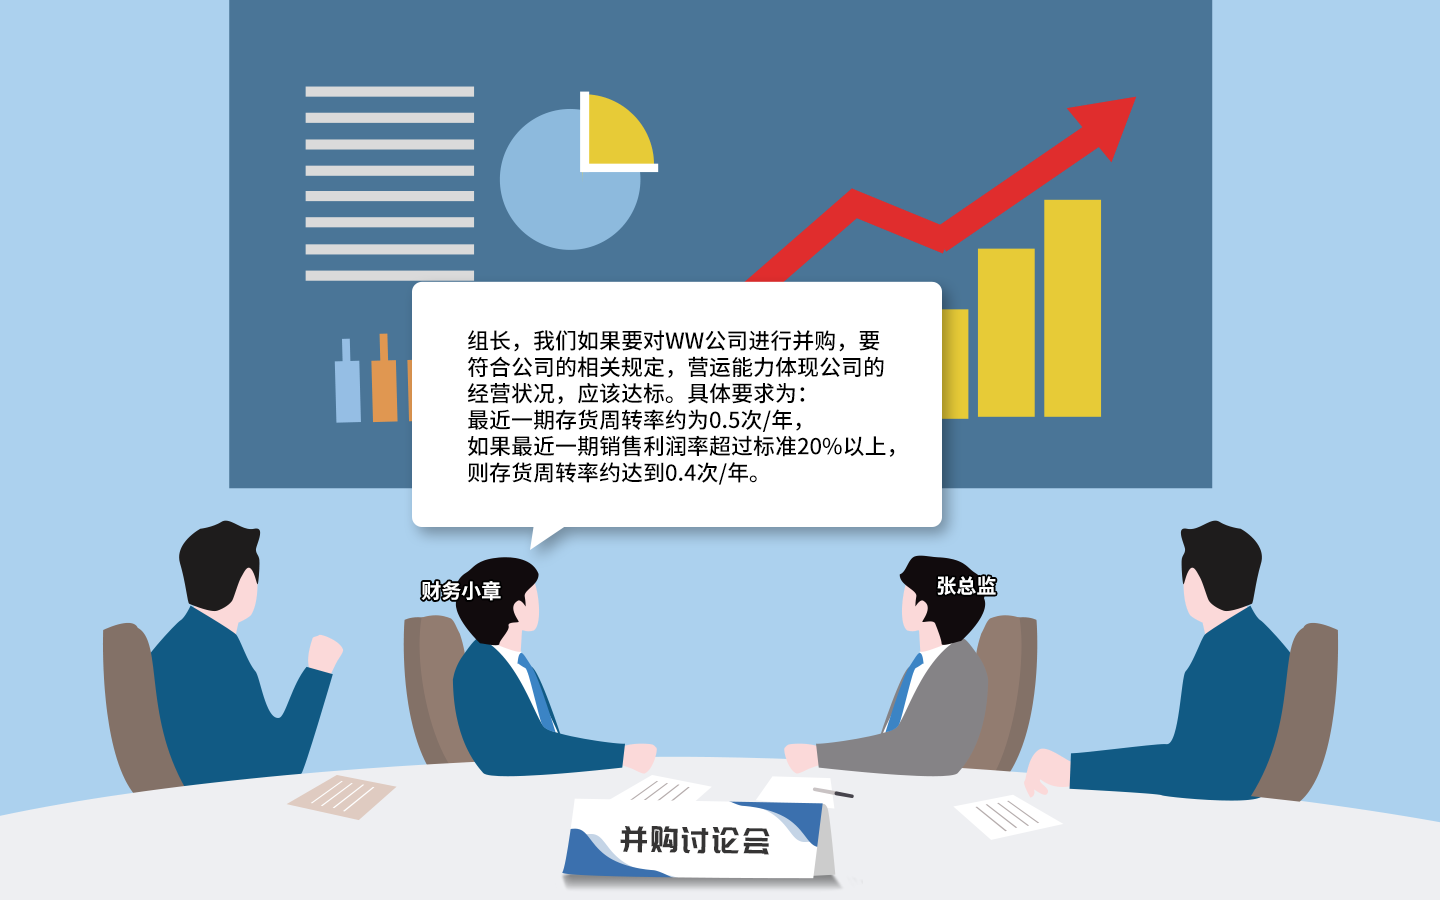 组长，我们如果要对WW公司进行并购，要
符合公司的相关规定，营运能力体现公司的
经营状况，应该达标。具体要求为：
最近一期存货周转率约为0.5次/年，
如果最近一期销售利润率超过标准20%以上，
则存货周转率约达到0.4次/年。
财务小章
张总监
并购讨论会